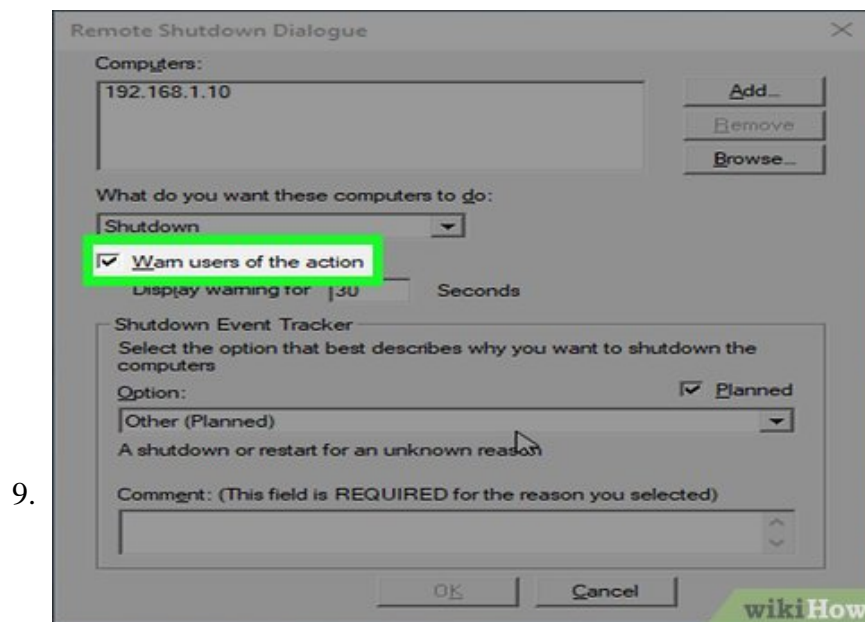 Remote Shutdown Dialogue
Computers:
192.168.1.10
Add...
Remove
Browse...
What do you want these computers to do:
Shutdown
Warn users of the action
Display warning for 30 Seconds
Shutdown Event Tracker
Select the option that best describes why you want to shutdown the
computers
Option:
Planned
Other (Planned)
A shutdown or restart for an unknown reason
9.
Comment: (This field is REQUIRED for the reason you selected)
OK
Cancel
wikiHow